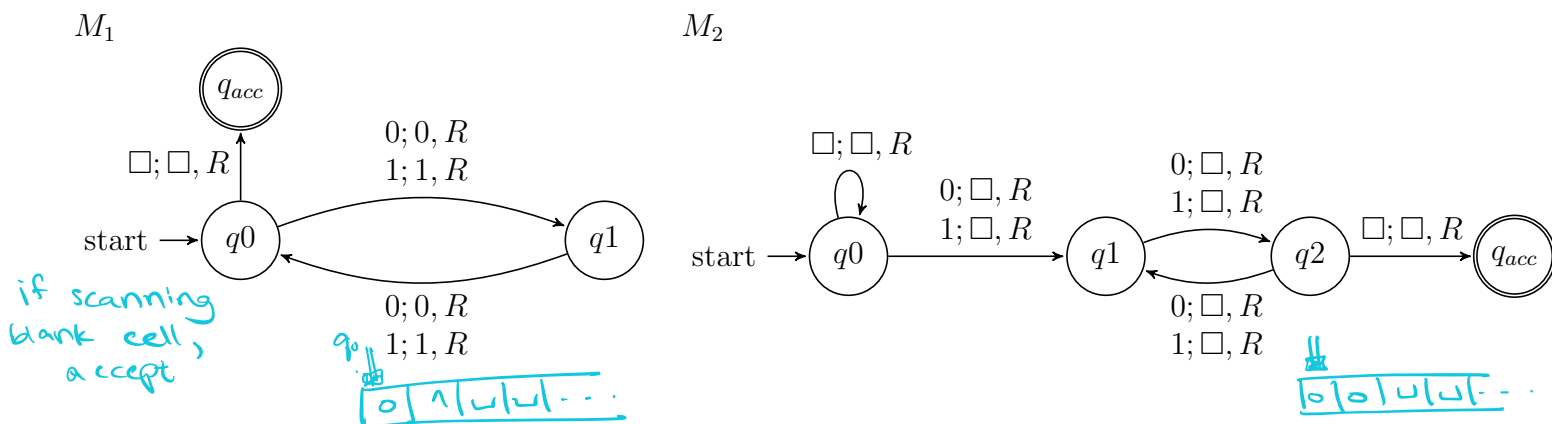 M₁
q_acc
□; □, R
0; 0, R
1; 1, R
start
q0
q1
0; 0, R
1; 1, R
if scanning
blank cell,
accept
q₀
0 1 ⊔ ⊔ ...
M₂
□; □, R
0; □, R
1; □, R
0; □, R
1; □, R
□; □, R
start
q0
q1
q2
q_acc
0; □, R
1; □, R
0 0 ⊔ ⊔ ...